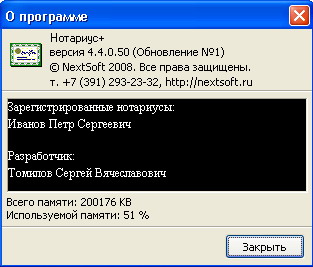 О программе
Нотариус+
версия 4.4.0.50 (Обновление №1)
© NextSoft 2008. Все права защищены.
т. +7 (391) 293-23-32, http://nextsoft.ru
Зарегистрированные нотариусы:
Иванов Петр Сергеевич
Разработчик:
Томилов Сергей Вячеславович
Всего памяти: 200176 KB
Используемой памяти: 51 %
Закрыть